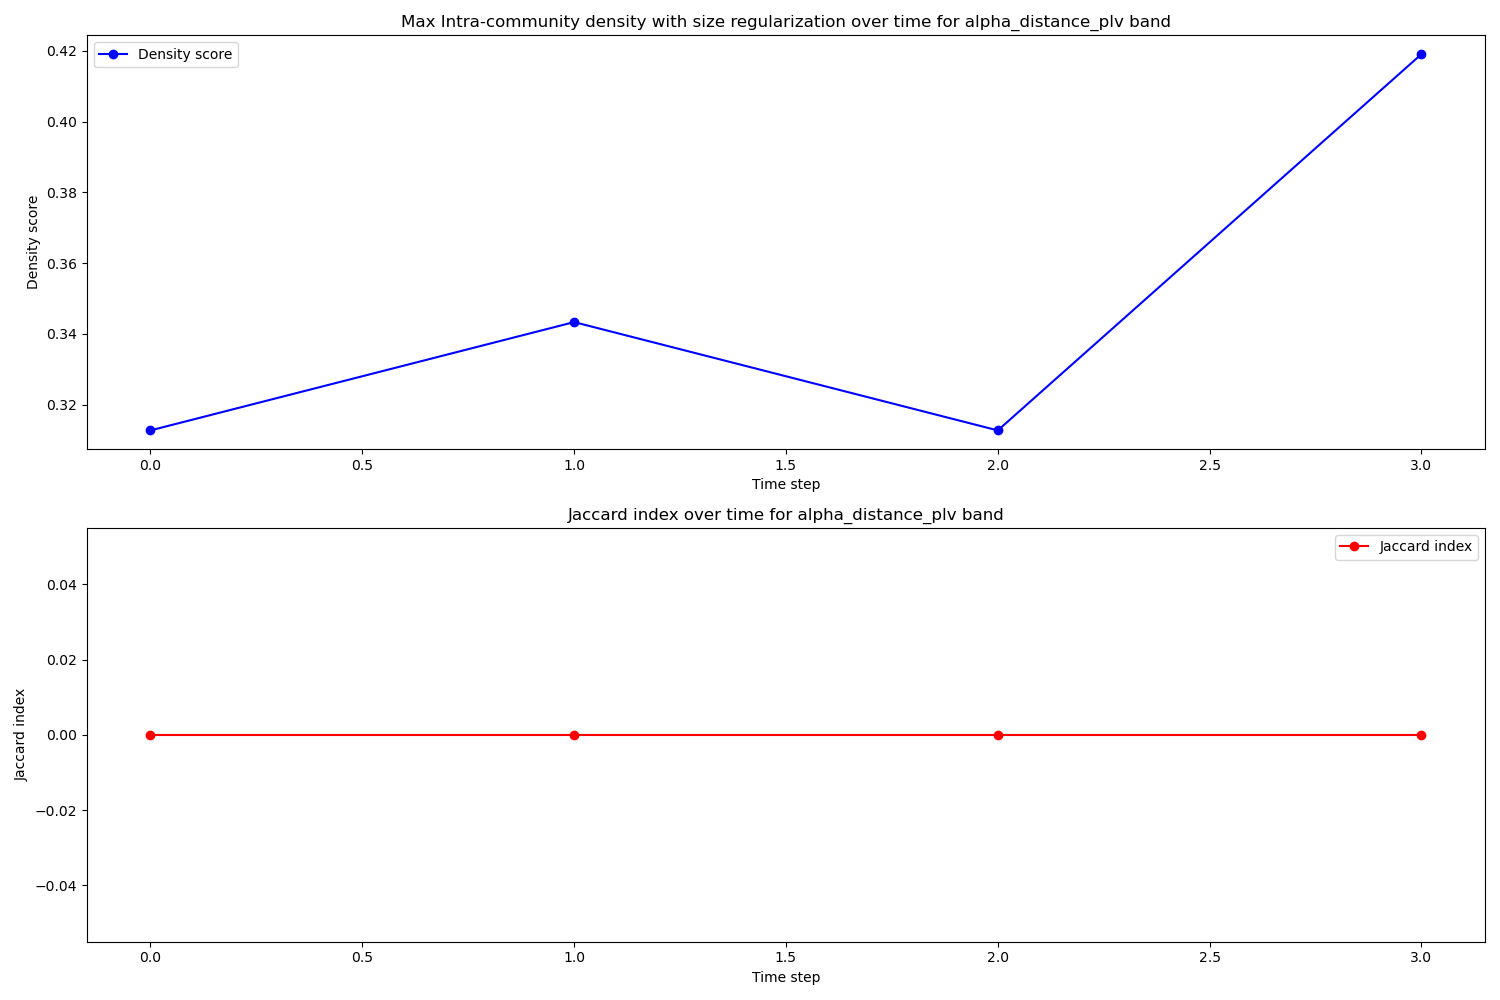 Max Intra-community density with size regularization over time for alpha_distance_plv band
Density score
0.42
0.40
0.38
0.36
0.34
0.32
Density score
0.0 0.5 1.0 1.5 2.0 2.5 3.0
Time step
Jaccard index over time for alpha_distance_plv band
Jaccard index
0.04
0.02
0.00
−0.02
−0.04
Jaccard index
0.0 0.5 1.0 1.5 2.0 2.5 3.0
Time step